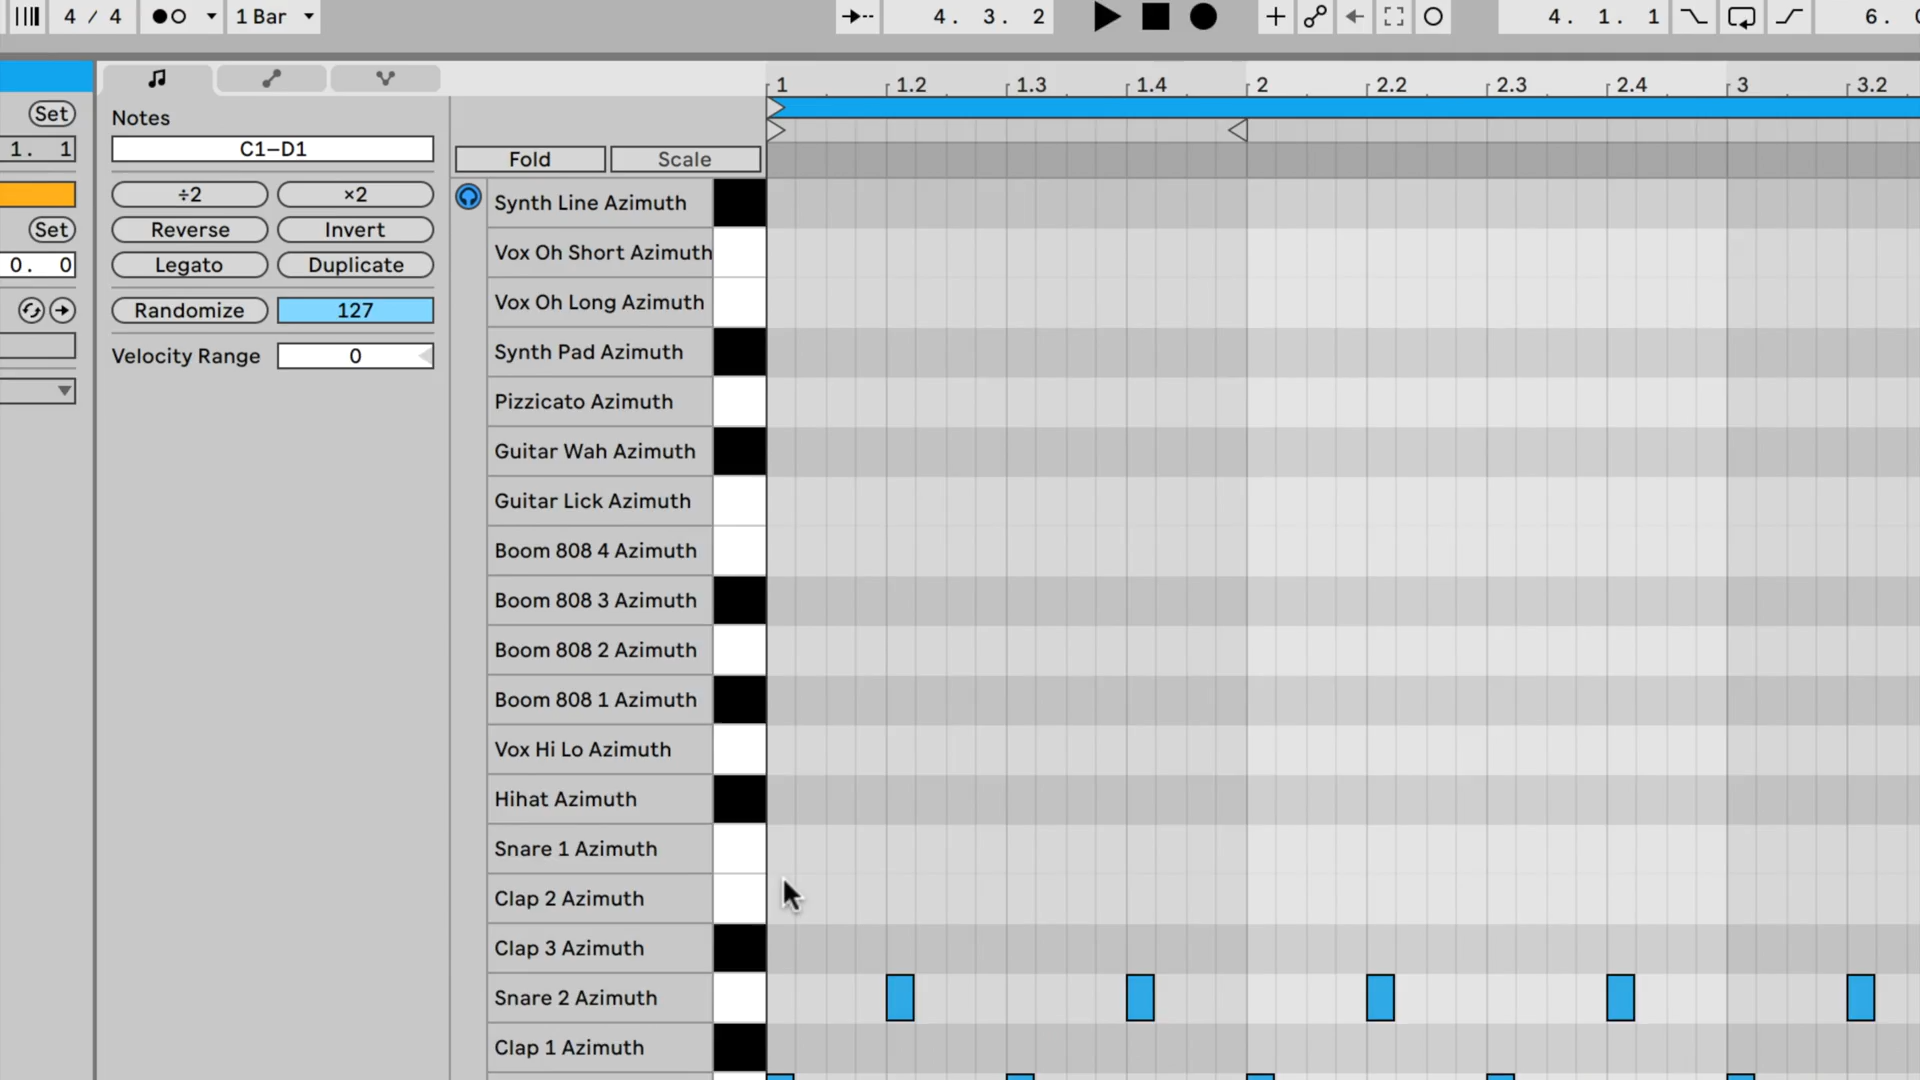 4 / 4
1 Bar
4. 3. 2
4. 1. 1
6.
1
1.2
1.3
1.4
2
2.2
2.3
2.4
3
3.2
Set
1. 1
Set
0. 0
Notes
C1–D1
÷2
×2
Reverse
Invert
Legato
Duplicate
Randomize
127
Velocity Range
0
Fold
Scale
Synth Line Azimuth
Vox Oh Short Azimuth
Vox Oh Long Azimuth
Synth Pad Azimuth
Pizzicato Azimuth
Guitar Wah Azimuth
Guitar Lick Azimuth
Boom 808 4 Azimuth
Boom 808 3 Azimuth
Boom 808 2 Azimuth
Boom 808 1 Azimuth
Vox Hi Lo Azimuth
Hihat Azimuth
Snare 1 Azimuth
Clap 2 Azimuth
Clap 3 Azimuth
Snare 2 Azimuth
Clap 1 Azimuth